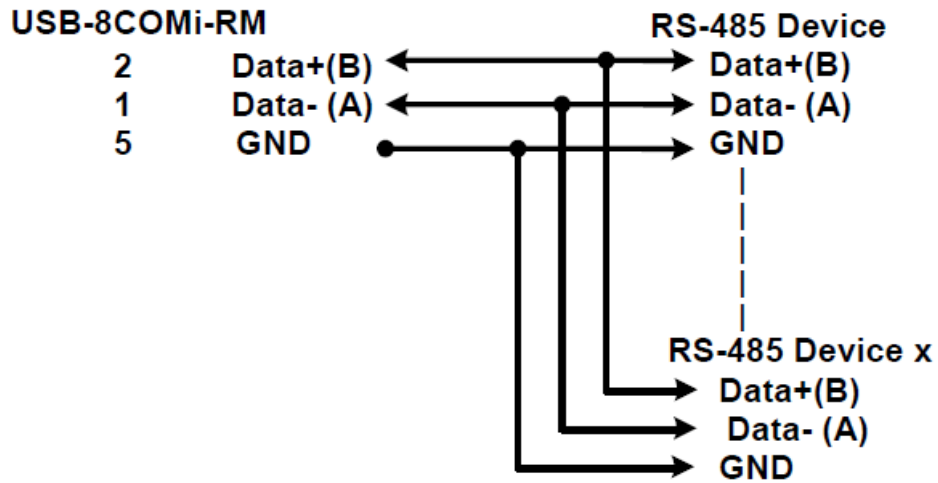 USB-8COMi-RM RS-485 Device
2 Data+(B) Data+(B)
1 Data- (A) Data- (A)
5 GND GND
RS-485 Device x
Data+(B)
Data- (A)
GND